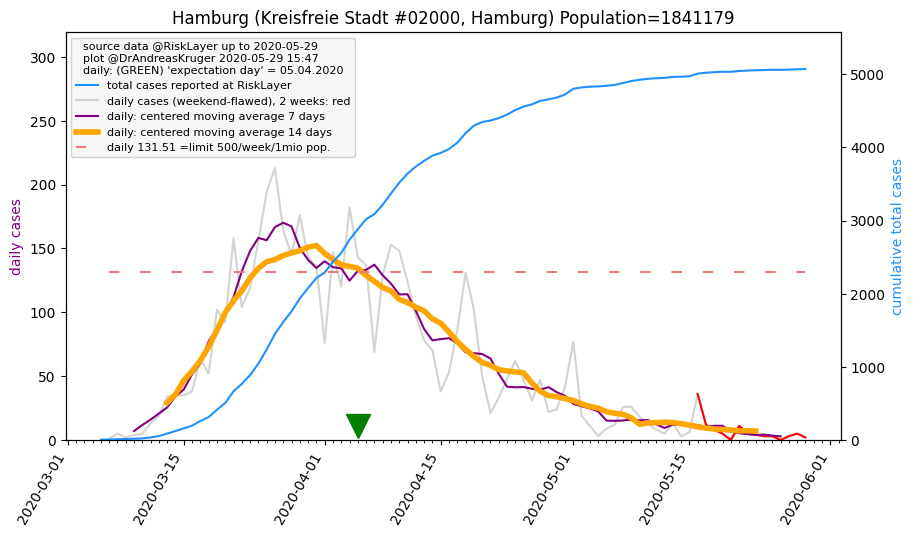 Hamburg (Kreisfreie Stadt #02000, Hamburg) Population=1841179
source data @RiskLayer up to 2020-05-29
plot @DrAndreasKruger 2020-05-29 15:47
daily: (GREEN) 'expectation day' = 05.04.2020
total cases reported at RiskLayer
daily cases (weekend-flawed), 2 weeks: red
daily: centered moving average 7 days
daily: centered moving average 14 days
daily 131.51 =limit 500/week/1mio pop.
daily cases
300
250
200
150
100
50
0
cumulative total cases
5000
4000
3000
2000
1000
0
2020-03-01
2020-03-15
2020-04-01
2020-04-15
2020-05-01
2020-05-15
2020-06-01